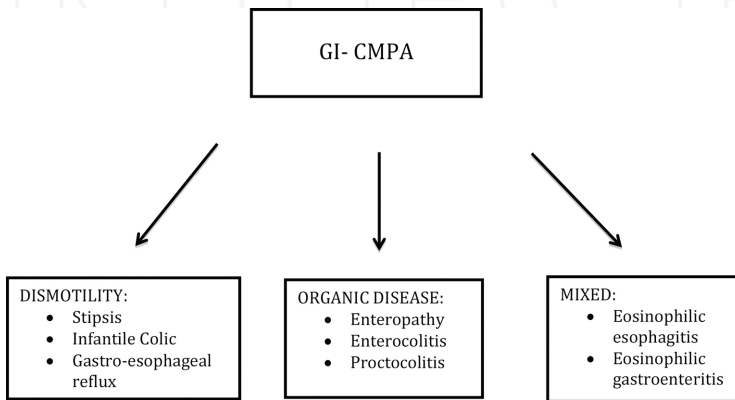 GI- CMPA
DISMOTILITY:
• Stipsis
• Infantile Colic
• Gastro-esophageal
reflux
ORGANIC DISEASE:
• Enteropathy
• Enterocolitis
• Proctocolitis
MIXED:
• Eosinophilic
esophagitis
• Eosinophilic
gastroenteritis